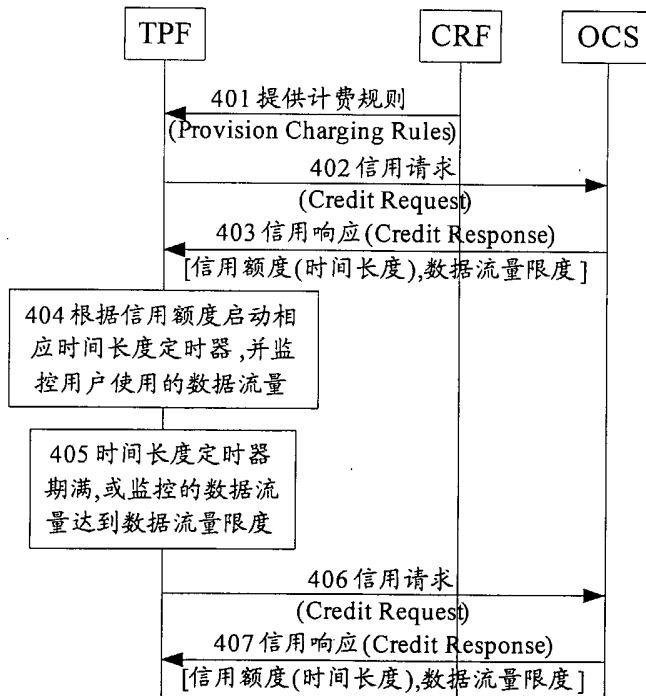 TPF
CRF
OCS
401 提供计费规则
(Provision Charging Rules)
402 信用请求
(Credit Request)
403 信用响应(Credit Response)
[信用额度(时间长度),数据流量限度]
404 根据信用额度启动相
应时间长度定时器,并监
控用户使用的数据流量
405 时间长度定时器
期满,或监控的数据流
量达到数据流量限度
406 信用请求
(Credit Request)
407 信用响应(Credit Response)
[信用额度(时间长度),数据流量限度]